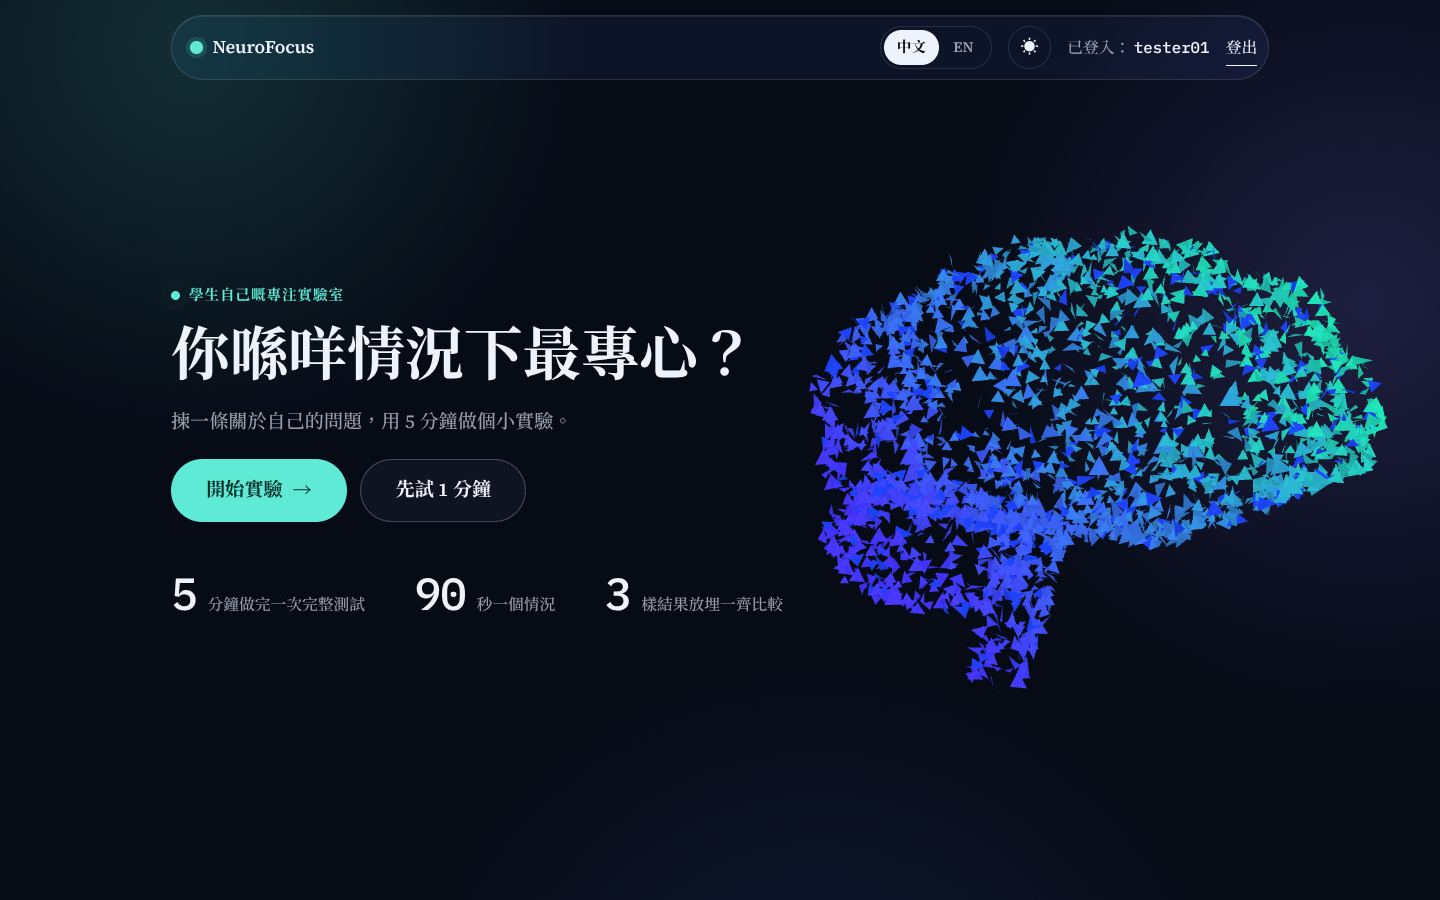 NeuroFocus
中文 EN 已登入： tester01 登出
學生自己嘅專注實驗室
你喺咩情況下最專心？
揀一條關於自己的問題，用 5 分鐘做個小實驗。
開始實驗 → 先試 1 分鐘
5 分鐘做完一次完整測試 90 秒一個情況 3 樣結果放埋一齊比較